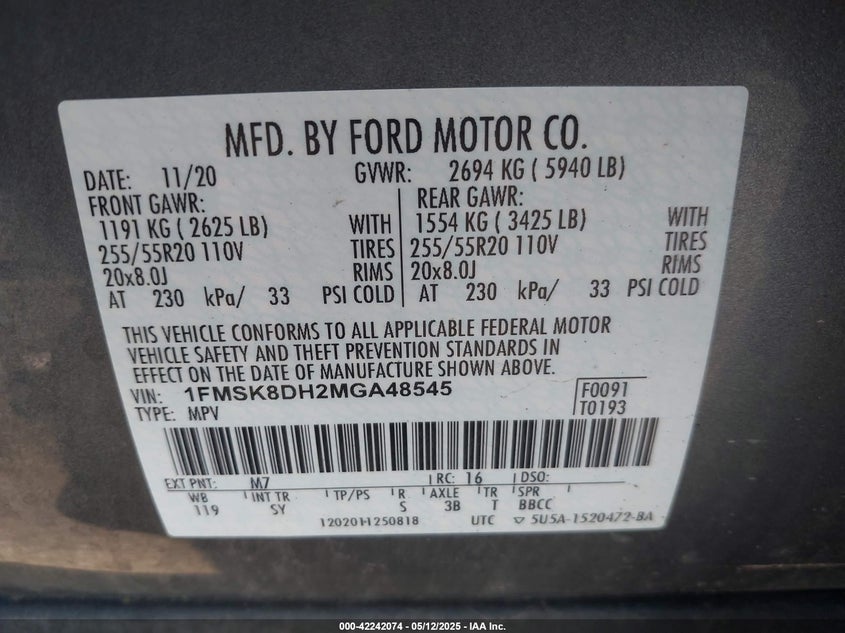 MFD. BY FORD MOTOR CO.
DATE: 11/20 GVWR: 2694 KG ( 5940 LB)
FRONT GAWR: REAR GAWR:
1191 KG ( 2625 LB) WITH 1554 KG ( 3425 LB) WITH
255/55R20 110V TIRES 255/55R20 110V TIRES
20x8.0J RIMS 20x8.0J RIMS
AT 230 kPa/ 33 PSI COLD AT 230 kPa/ 33 PSI COLD
THIS VEHICLE CONFORMS TO ALL APPLICABLE FEDERAL MOTOR
VEHICLE SAFETY AND THEFT PREVENTION STANDARDS IN
EFFECT ON THE DATE OF MANUFACTURE SHOWN ABOVE.
VIN: 1FMSK8DH2MGA48545 F0091
TYPE: MPV T0193
EXT PNT: M7 RC: 16 DSO:
WB INT TR TP/PS R AXLE TR SPR
119 SY S 3B T BBCC
1202011250818 UTC 5U5A-1520472-BA
000-42242074 - 05/12/2025 - IAA Inc.